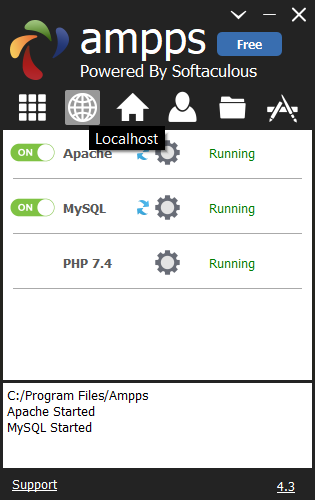 ampps
Free
Powered By Softaculous
Localhost
ON Apache Running
ON MySQL Running
PHP 7.4 Running
C:/Program Files/Ampps
Apache Started
MySQL Started
Support 4.3